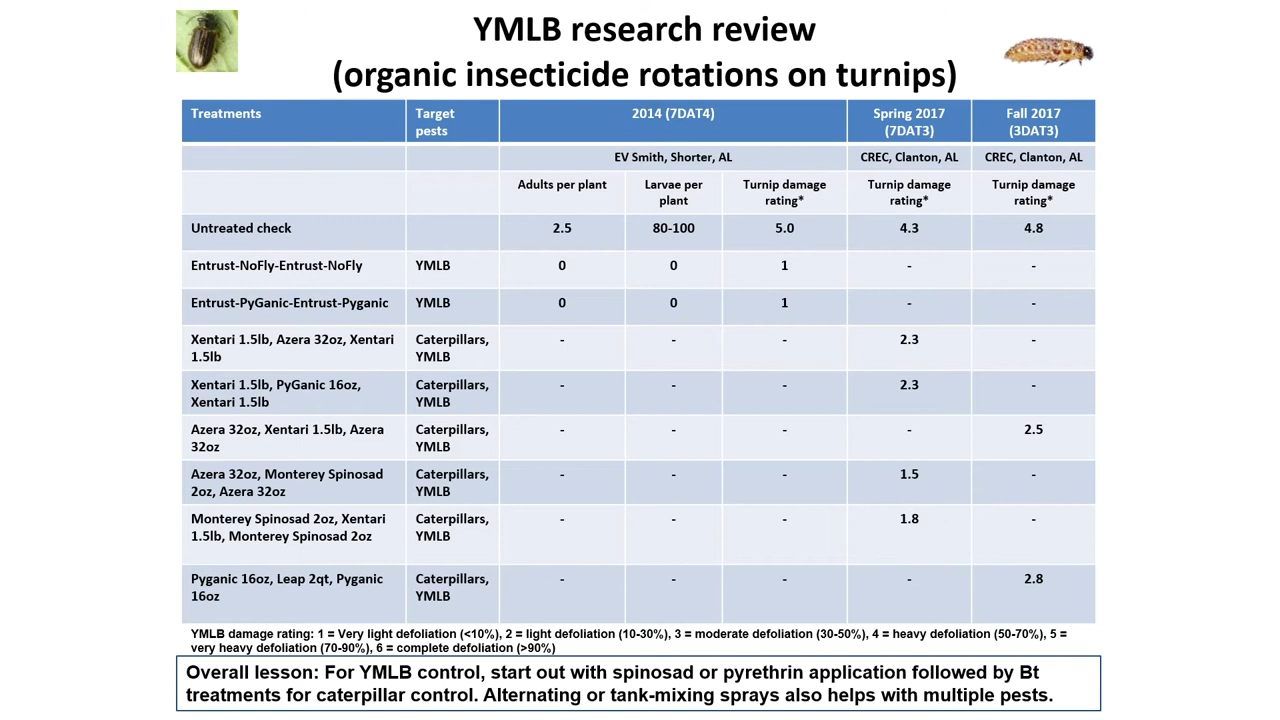 YMLB research review
(organic insecticide rotations on turnips)
Treatments Target pests 2014 (7DAT4) Spring 2017 (7DAT3) Fall 2017 (3DAT3)
EV Smith, Shorter, AL CREC, Clanton, AL CREC, Clanton, AL
Adults per plant Larvae per plant Turnip damage rating* Turnip damage rating* Turnip damage rating*
Untreated check 2.5 80-100 5.0 4.3 4.8
Entrust-NoFly-Entrust-NoFly YMLB 0 0 1 - -
Entrust-PyGanic-Entrust-Pyganic YMLB 0 0 1 - -
Xentari 1.5lb, Azera 32oz, Xentari 1.5lb Caterpillars, YMLB - - - 2.3 -
Xentari 1.5lb, PyGanic 16oz, Xentari 1.5lb Caterpillars, YMLB - - - 2.3 -
Azera 32oz, Xentari 1.5lb, Azera 32oz Caterpillars, YMLB - - - - 2.5
Azera 32oz, Monterey Spinosad 2oz, Azera 32oz Caterpillars, YMLB - - - 1.5 -
Monterey Spinosad 2oz, Xentari 1.5lb, Monterey Spinosad 2oz Caterpillars, YMLB - - - 1.8 -
Pyganic 16oz, Leap 2qt, Pyganic 16oz Caterpillars, YMLB - - - - 2.8
YMLB damage rating: 1 = Very light defoliation (<10%), 2 = light defoliation (10-30%), 3 = moderate defoliation (30-50%), 4 = heavy defoliation (50-70%), 5 =
very heavy defoliation (70-90%), 6 = complete defoliation (>90%)
Overall lesson: For YMLB control, start out with spinosad or pyrethrin application followed by Bt
treatments for caterpillar control. Alternating or tank-mixing sprays also helps with multiple pests.